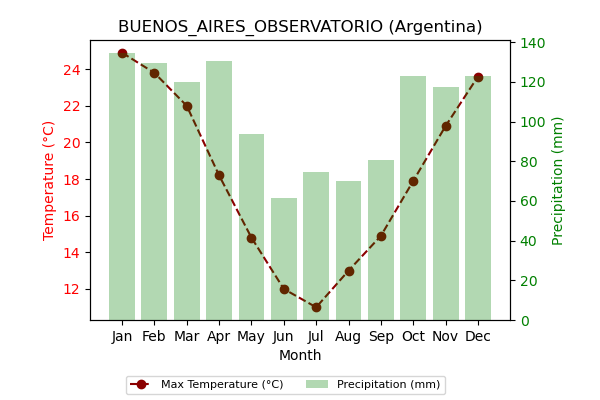 BUENOS_AIRES_OBSERVATORIO (Argentina)
Temperature (°C)
24
22
20
18
16
14
12
140
120
100
80
60
40
20
0
Precipitation (mm)
Jan Feb Mar Apr May Jun Jul Aug Sep Oct Nov Dec
Month
Max Temperature (°C) Precipitation (mm)